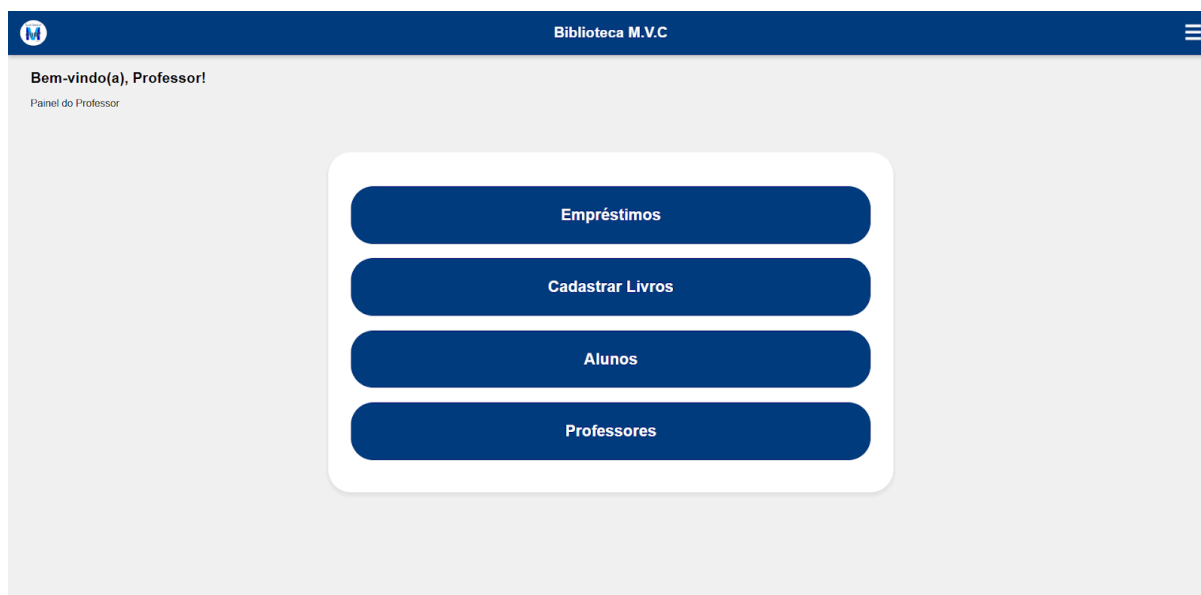 Biblioteca M.V.C
Bem-vindo(a), Professor!
Painel do Professor
Empréstimos
Cadastrar Livros
Alunos
Professores